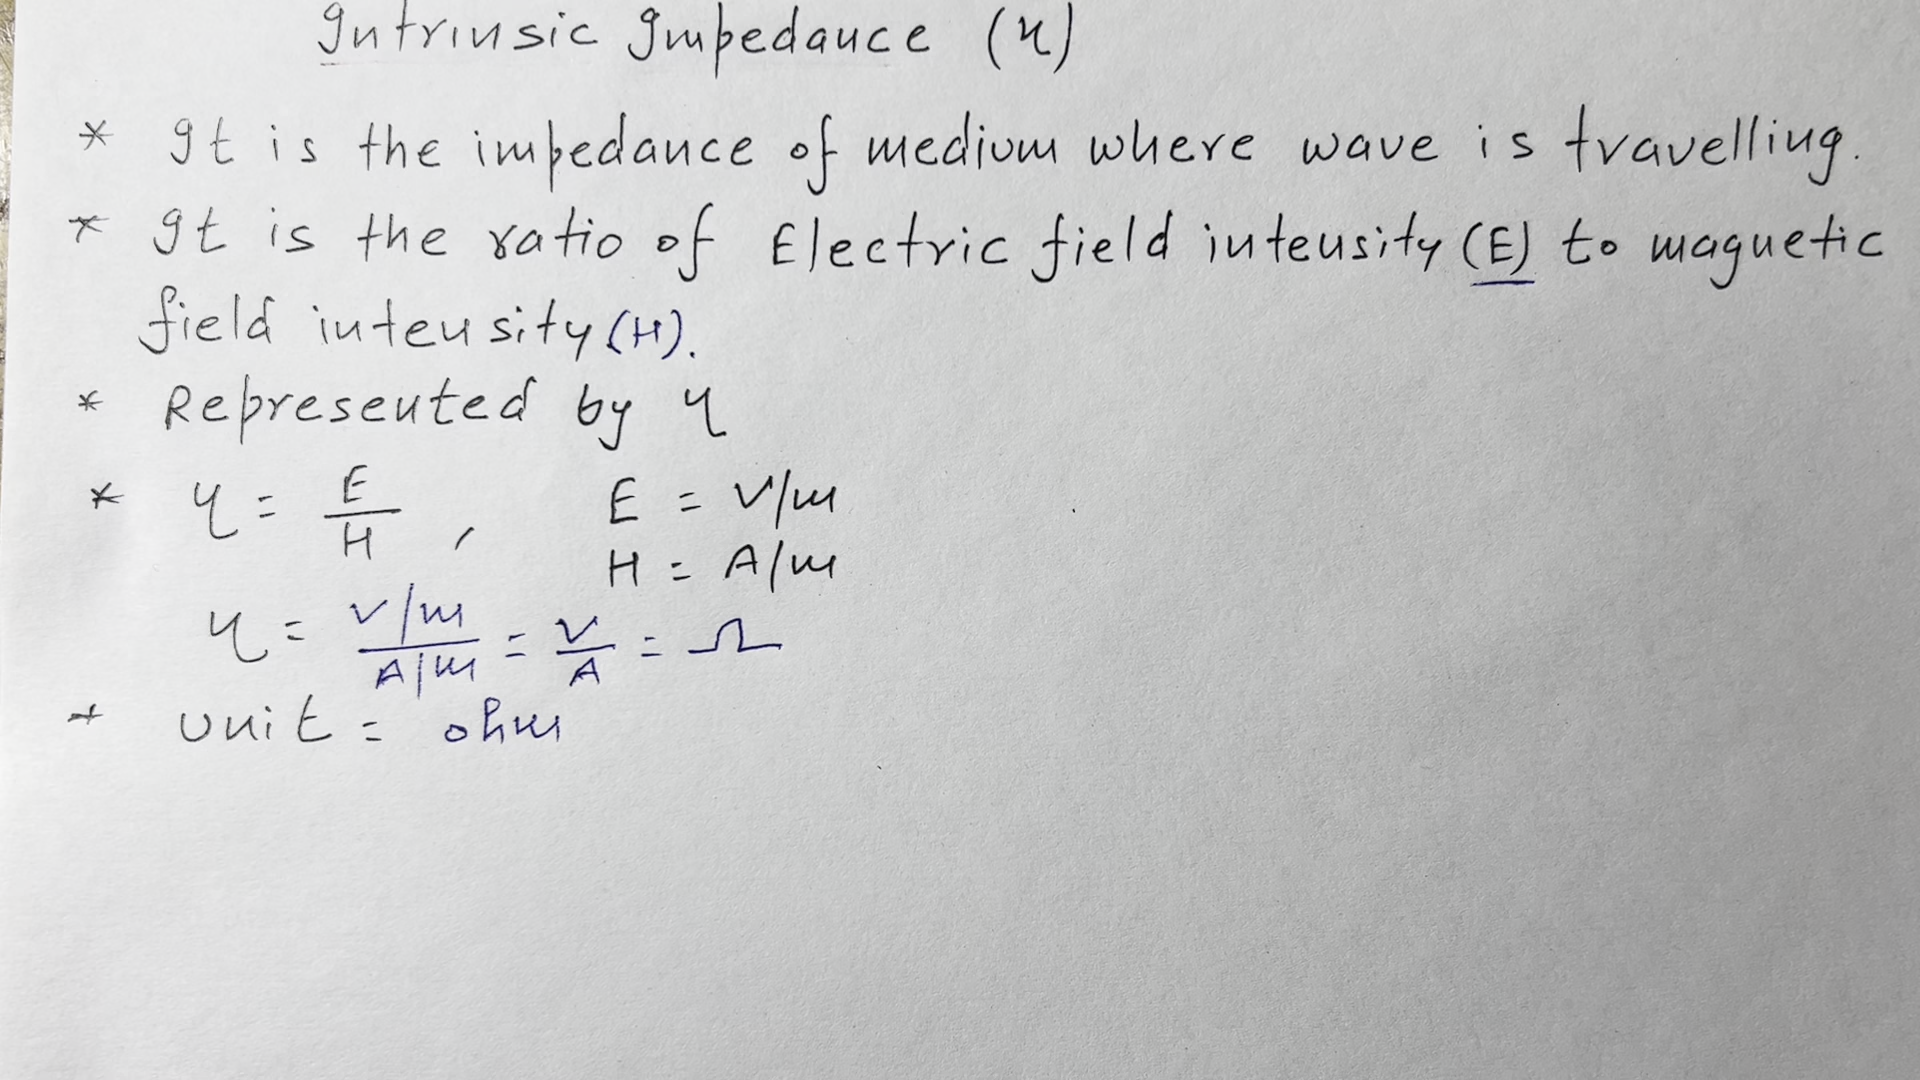 Intrinsic Impedance (η)
* It is the impedance of medium where wave is travelling.
* It is the ratio of Electric field intensity (E) to magnetic
field intensity (H).
* Represented by η
* η = E/H , E = V/m
H = A/m
η = V/m / A/m = V/A = Ω
* Unit = ohm